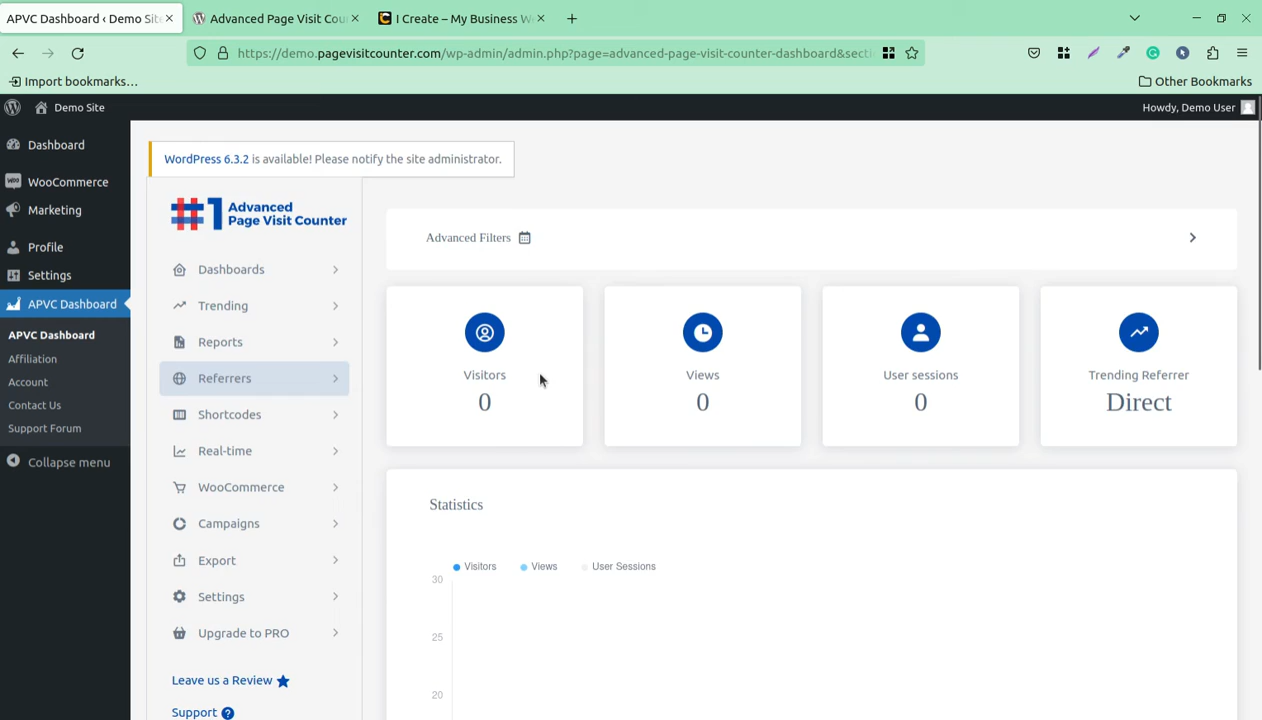 APVC Dashboard ‹ Demo Sit
Advanced Page Visit Cou
I Create – My Business W
https://demo.pagevisitcounter.com/wp-admin/admin.php?page=advanced-page-visit-counter-dashboard&secti
Import bookmarks…
Other Bookmarks
Demo Site
Howdy, Demo User
Dashboard
WooCommerce
Marketing
Profile
Settings
APVC Dashboard
APVC Dashboard
Affiliation
Account
Contact Us
Support Forum
Collapse menu
WordPress 6.3.2 is available! Please notify the site administrator.
#1 Advanced
Page Visit Counter
Dashboards
Trending
Reports
Referrers
Shortcodes
Real-time
WooCommerce
Campaigns
Export
Settings
Upgrade to PRO
Leave us a Review
Support ?
Advanced Filters
Visitors
0
Views
0
User sessions
0
Trending Referrer
Direct
Statistics
Visitors Views User Sessions
30
25
20